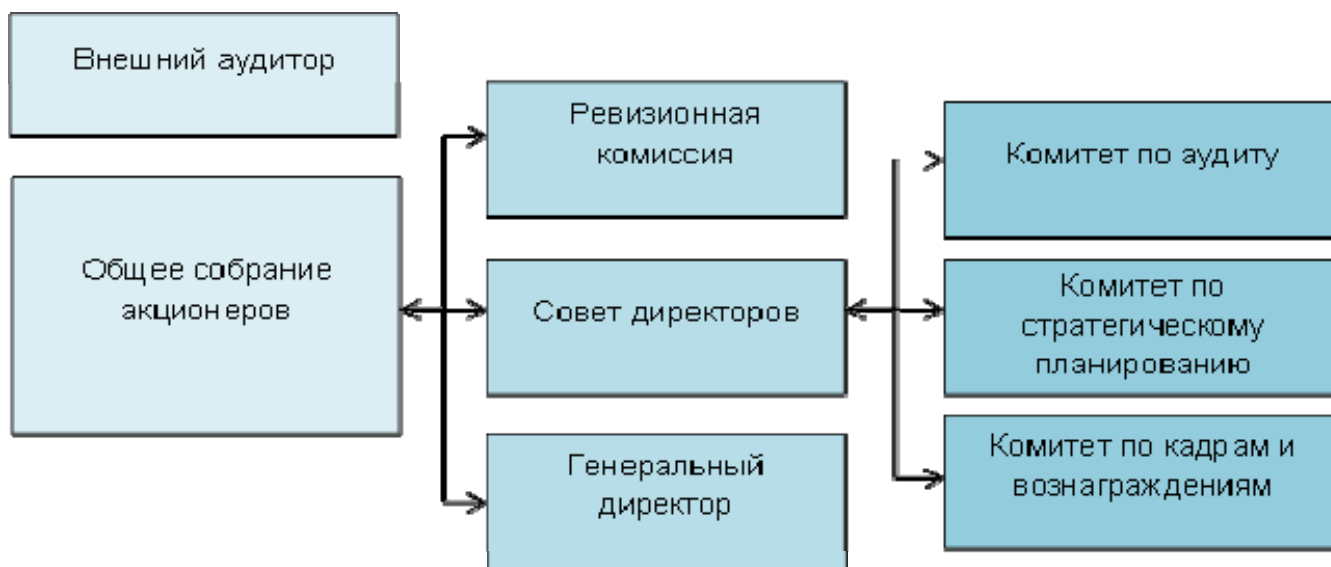 Внешний аудитор
Общее собрание
акционеров
Ревизионная
комиссия
Совет директоров
Генеральный
директор
Комитет по аудиту
Комитет по
стратегическому
планированию
Комитет по кадрам и
вознаграждениям